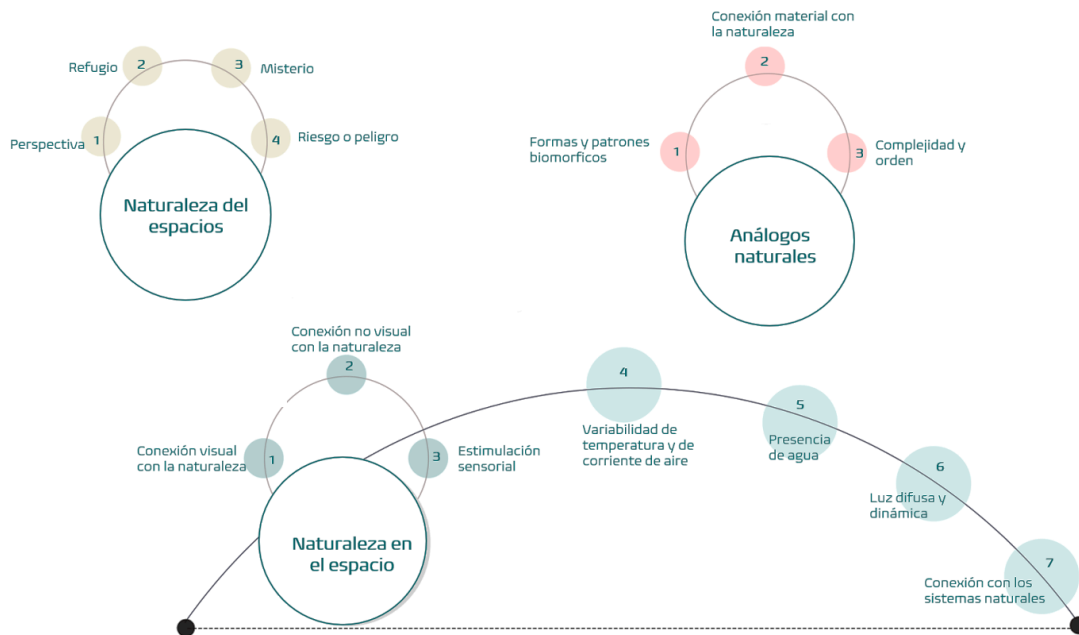 Refugio
2
3
Misterio
Perspectiva
1
4
Riesgo o peligro
Naturaleza del
espacios
Conexión material con
la naturaleza
2
Formas y patrones
biomorficos
1
3
Complejidad y
orden
Análogos
naturales
Conexión no visual
con la naturaleza
2
Conexión visual
con la naturaleza
1
3
Estimulación
sensorial
Naturaleza en
el espacio
4
Variabilidad de
temperatura y de
corriente de aire
5
Presencia
de agua
6
Luz difusa y
dinámica
7
Conexión con los
sistemas naturales